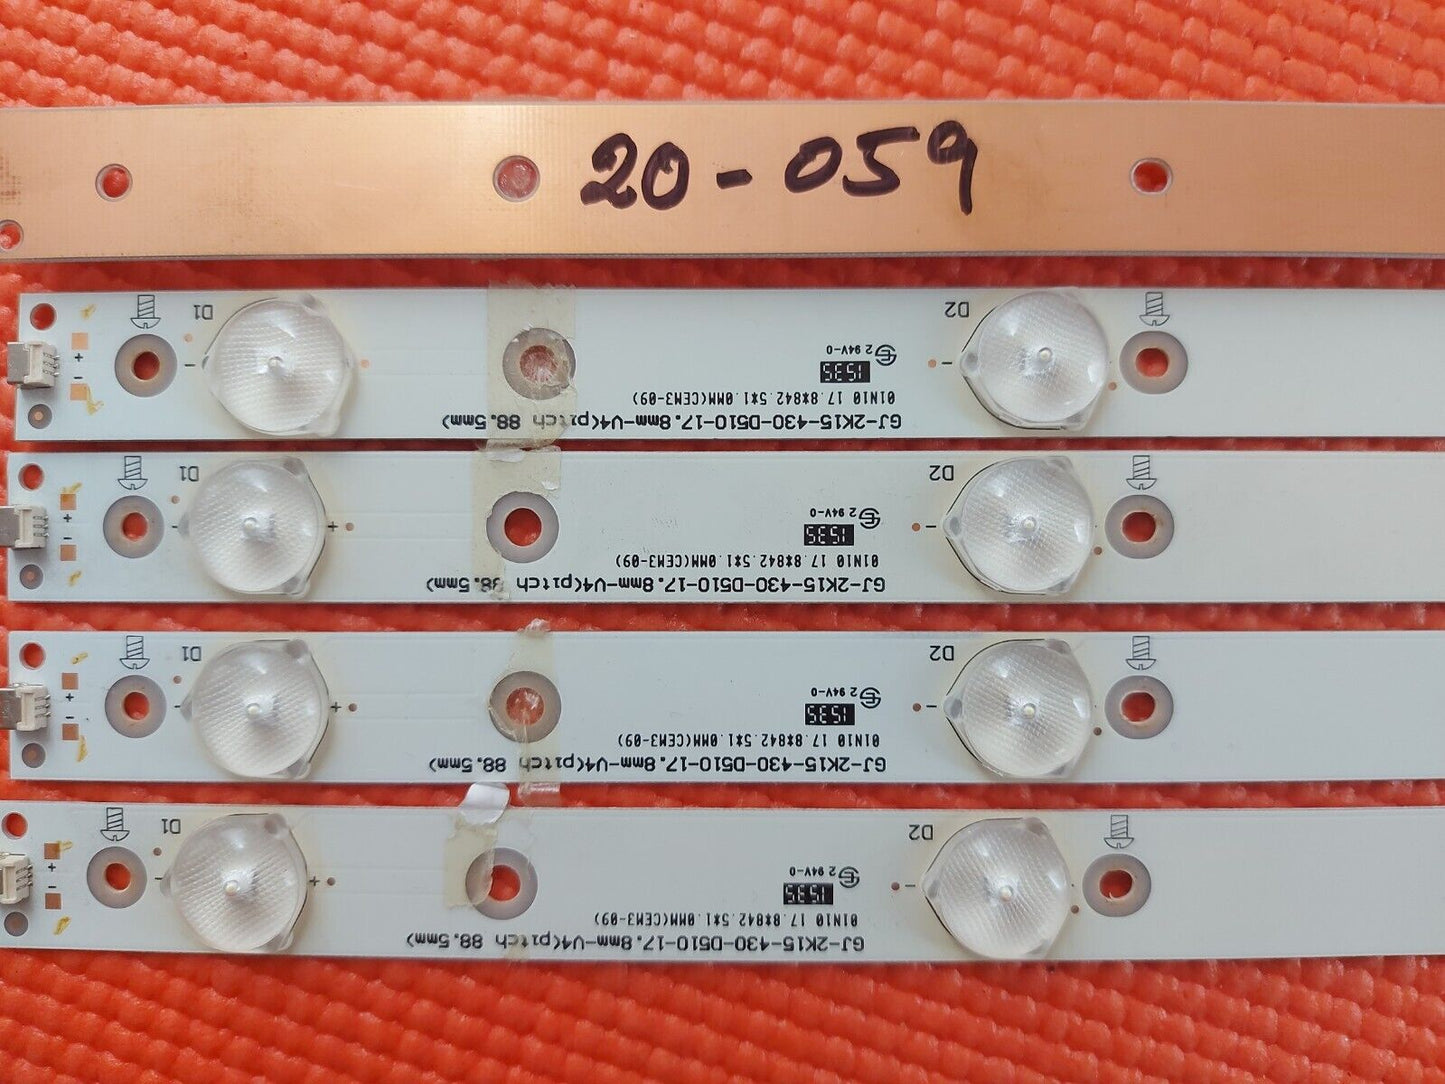 20-059
D1
D2
+
-
-
-
2 94V-0
1535
01N10 17.8*842.5*1.0MM(CEM3-09)
GJ-2K15-430-D510-17.8mm-V4(pitch 88.5mm)
D1
D2
+
-
-
+
-
2 94V-0
1535
01N10 17.8*842.5*1.0MM(CEM3-09)
GJ-2K15-430-D510-17.8mm-V4(pitch 88.5mm)
D1
D2
+
-
-
+
-
2 94V-0
1535
01N10 17.8*842.5*1.0MM(CEM3-09)
GJ-2K15-430-D510-17.8mm-V4(pitch 88.5mm)
D1
D2
+
-
-
+
-
2 94V-0
1535
01N10 17.8*842.5*1.0MM(CEM3-09)
GJ-2K15-430-D510-17.8mm-V4(pitch 88.5mm)